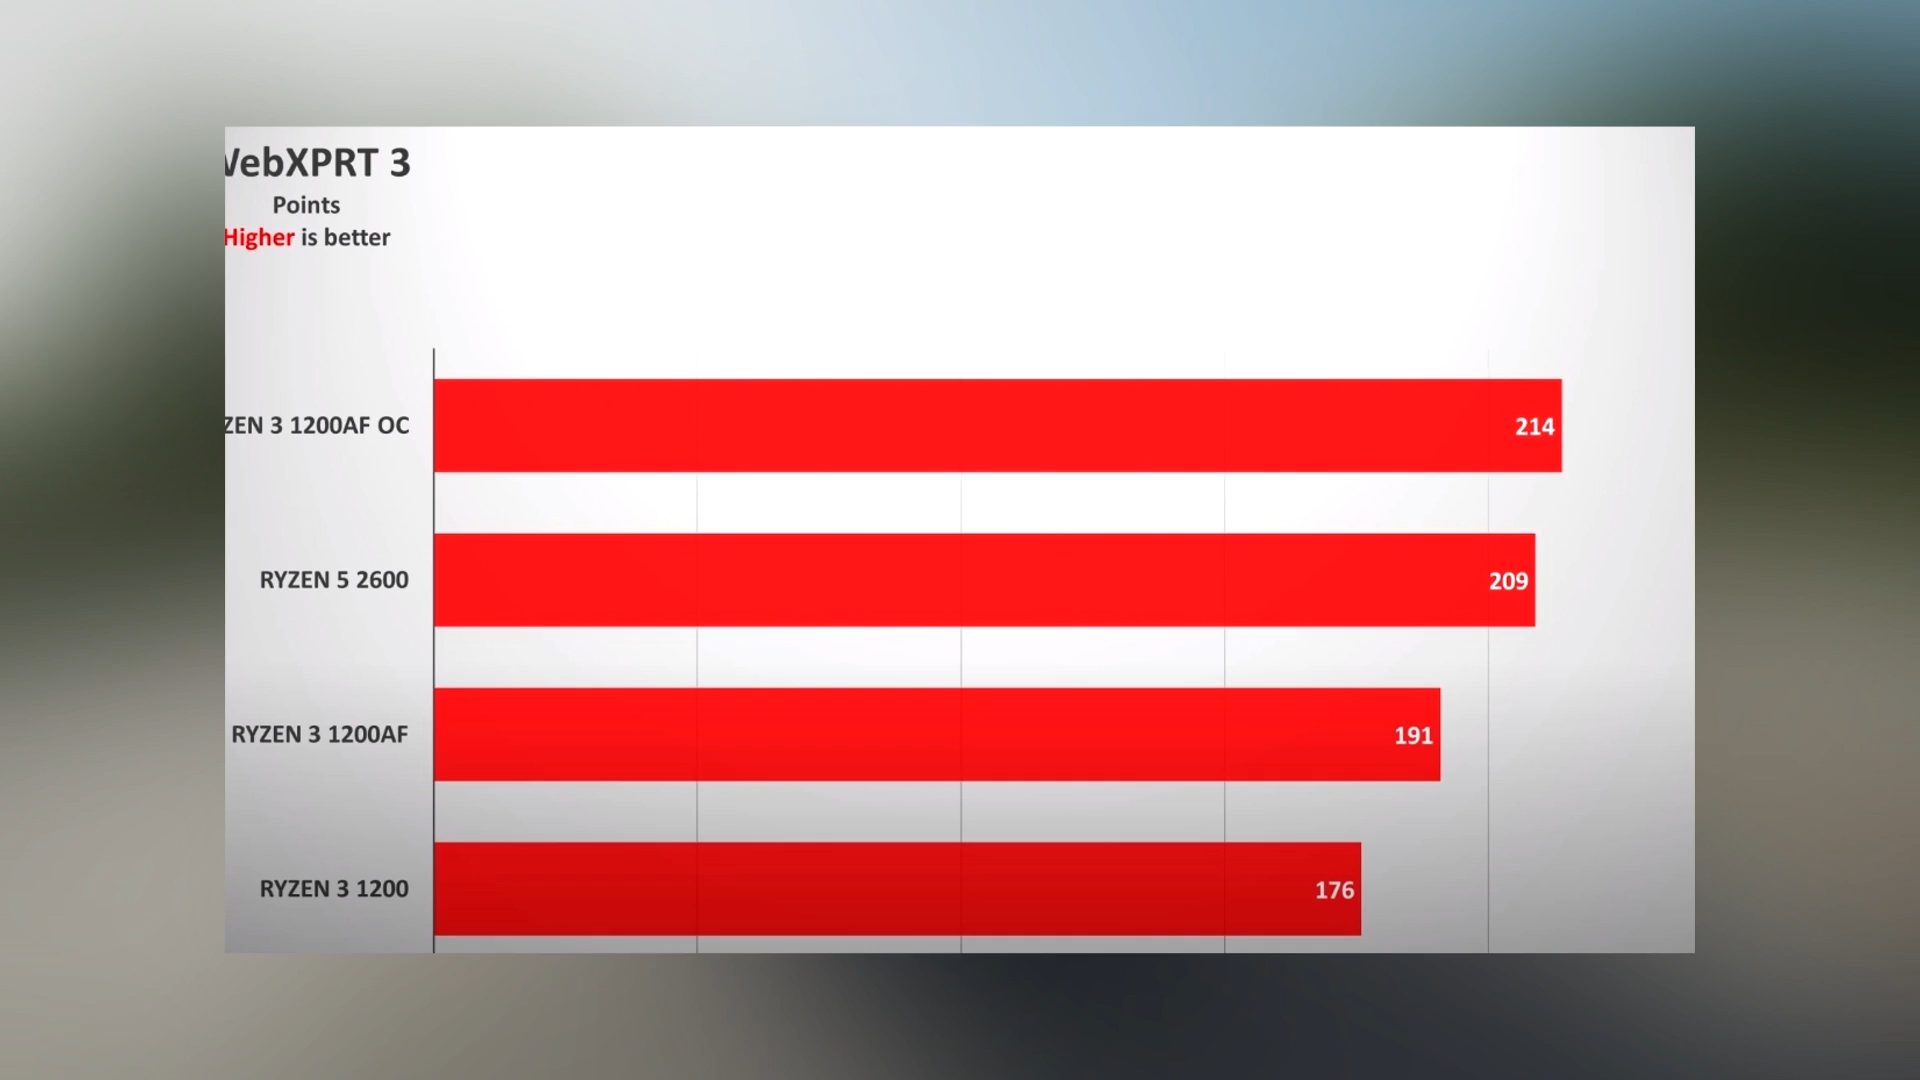 WebXPRT 3
Points
Higher is better
ZEN 3 1200AF OC
214
RYZEN 5 2600
209
RYZEN 3 1200AF
191
RYZEN 3 1200
176